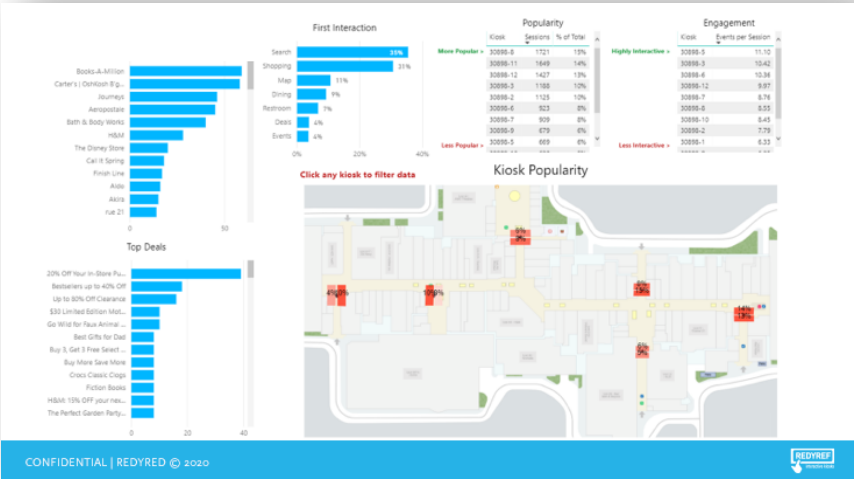 First Interaction
Search 35%
Shopping 31%
Map 11%
Dining 9%
Restroom 7%
Deals 4%
Events 4%
0% 20% 40%
Popularity
Kiosk Sessions % of Total
More Popular >
30898-8 1721 15%
30898-11 1649 14%
30898-12 1427 13%
30898-3 1188 10%
30898-2 1125 10%
30898-6 923 8%
30898-7 909 8%
30898-9 679 6%
30898-5 669 6%
Less Popular >
Engagement
Kiosk Events per Session
Highly Interactive >
30898-5 11.10
30898-3 10.42
30898-6 10.36
30898-12 9.97
30898-7 8.76
30898-8 8.55
30898-10 8.45
30898-2 7.79
30898-1 6.33
Less Interactive >
Books-A-Million
Carter's | OshKosh B'g...
Journeys
Aeropostale
Bath & Body Works
H&M
The Disney Store
Call It Spring
Finish Line
Aldo
Akira
rue 21
0 50
Top Deals
20% Off Your In-Store Pu...
Bestsellers up to 40% Off
Up to 80% Off Clearance
$30 Limited Edition Mot...
Go Wild for Faux Animal ...
Best Gifts for Dad
Buy 3, Get 3 Free Select ...
Buy More Save More
Crocs Classic Clogs
Fiction Books
H&M: 15% OFF your nex...
The Perfect Garden Party...
0 20 40
Click any kiosk to filter data
Kiosk Popularity
CONFIDENTIAL | REDYRED © 2020
REDYREF